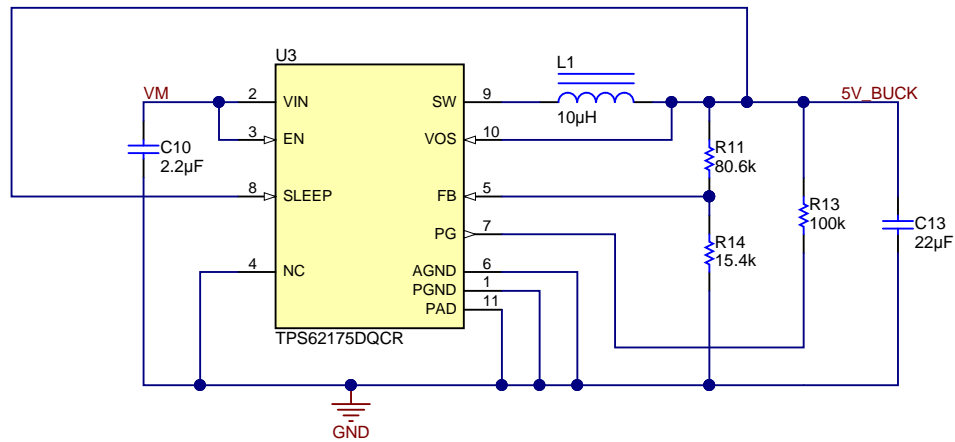 U3
L1
VM
2
VIN
SW
9
10µH
5V_BUCK
3
EN
VOS
10
C10
2.2µF
R11
80.6k
8
SLEEP
FB
5
R13
100k
PG
7
C13
22µF
R14
15.4k
4
NC
AGND
6
PGND
1
PAD
11
TPS62175DQCR
GND